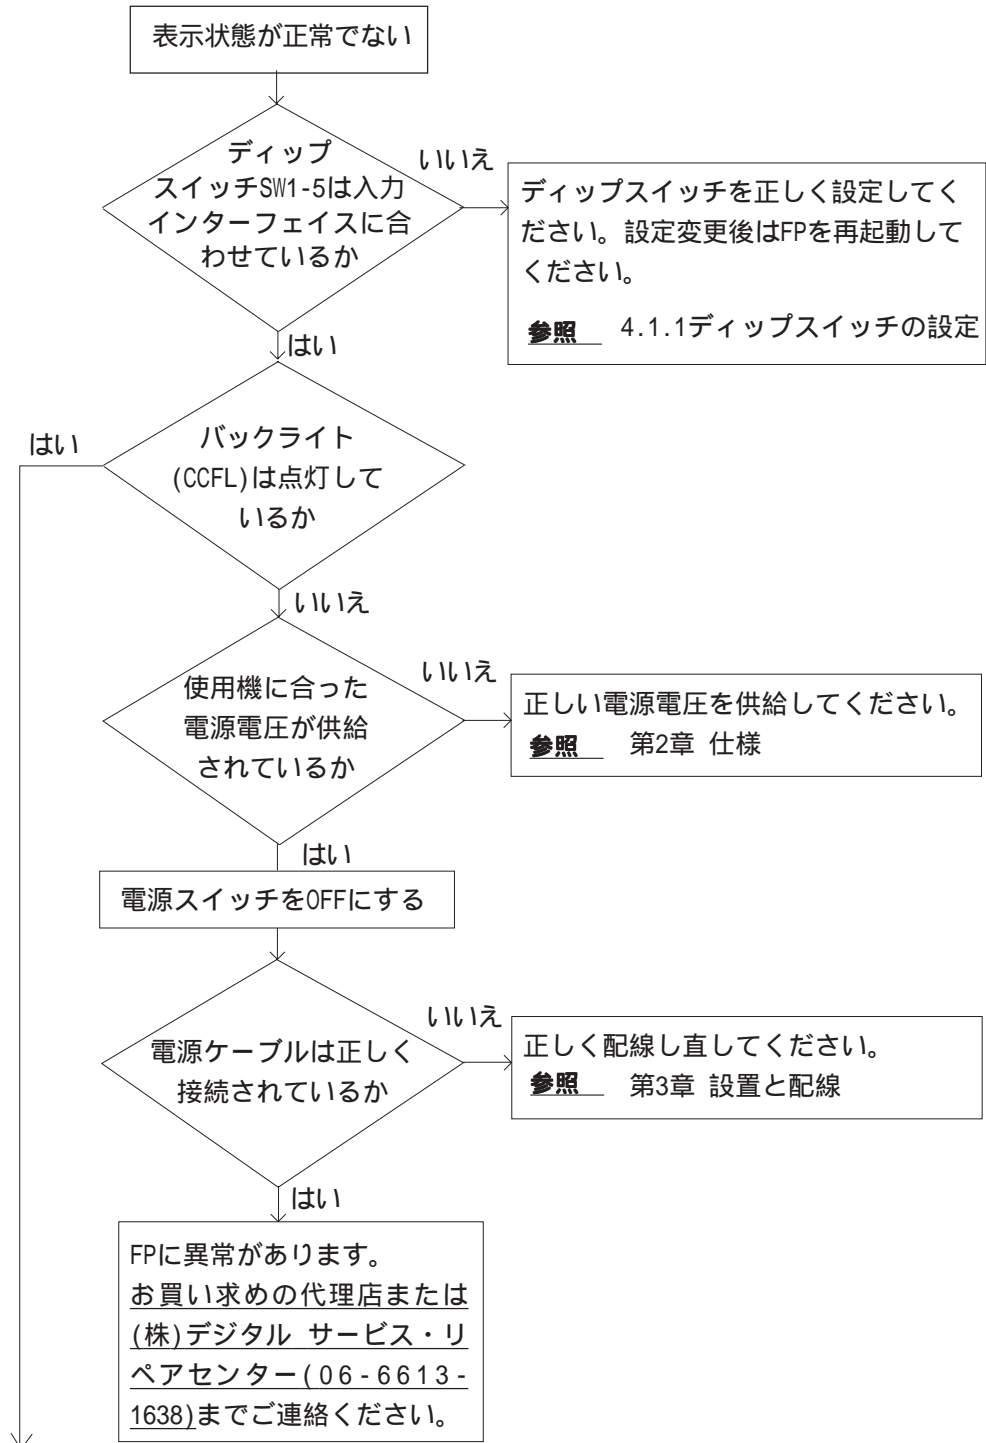 表示状態が正常でない
ディップ
スイッチSW1-5は入力
インターフェイスに合
わせているか
いいえ
ディップスイッチを正しく設定してく
ださい。設定変更後はFPを再起動して
ください。
参照 4.1.1ディップスイッチの設定
はい
はい
バックライト
(CCFL)は点灯して
いるか
いいえ
使用機に合った
電源電圧が供給
されているか
いいえ
正しい電源電圧を供給してください。
参照 第2章 仕様
はい
電源スイッチをOFFにする
電源ケーブルは正しく
接続されているか
いいえ
正しく配線し直してください。
参照 第3章 設置と配線
はい
FPに異常があります。
お買い求めの代理店または
(株)デジタル サービス・リ
ペアセンター(06-6613-
1638)までご連絡ください。